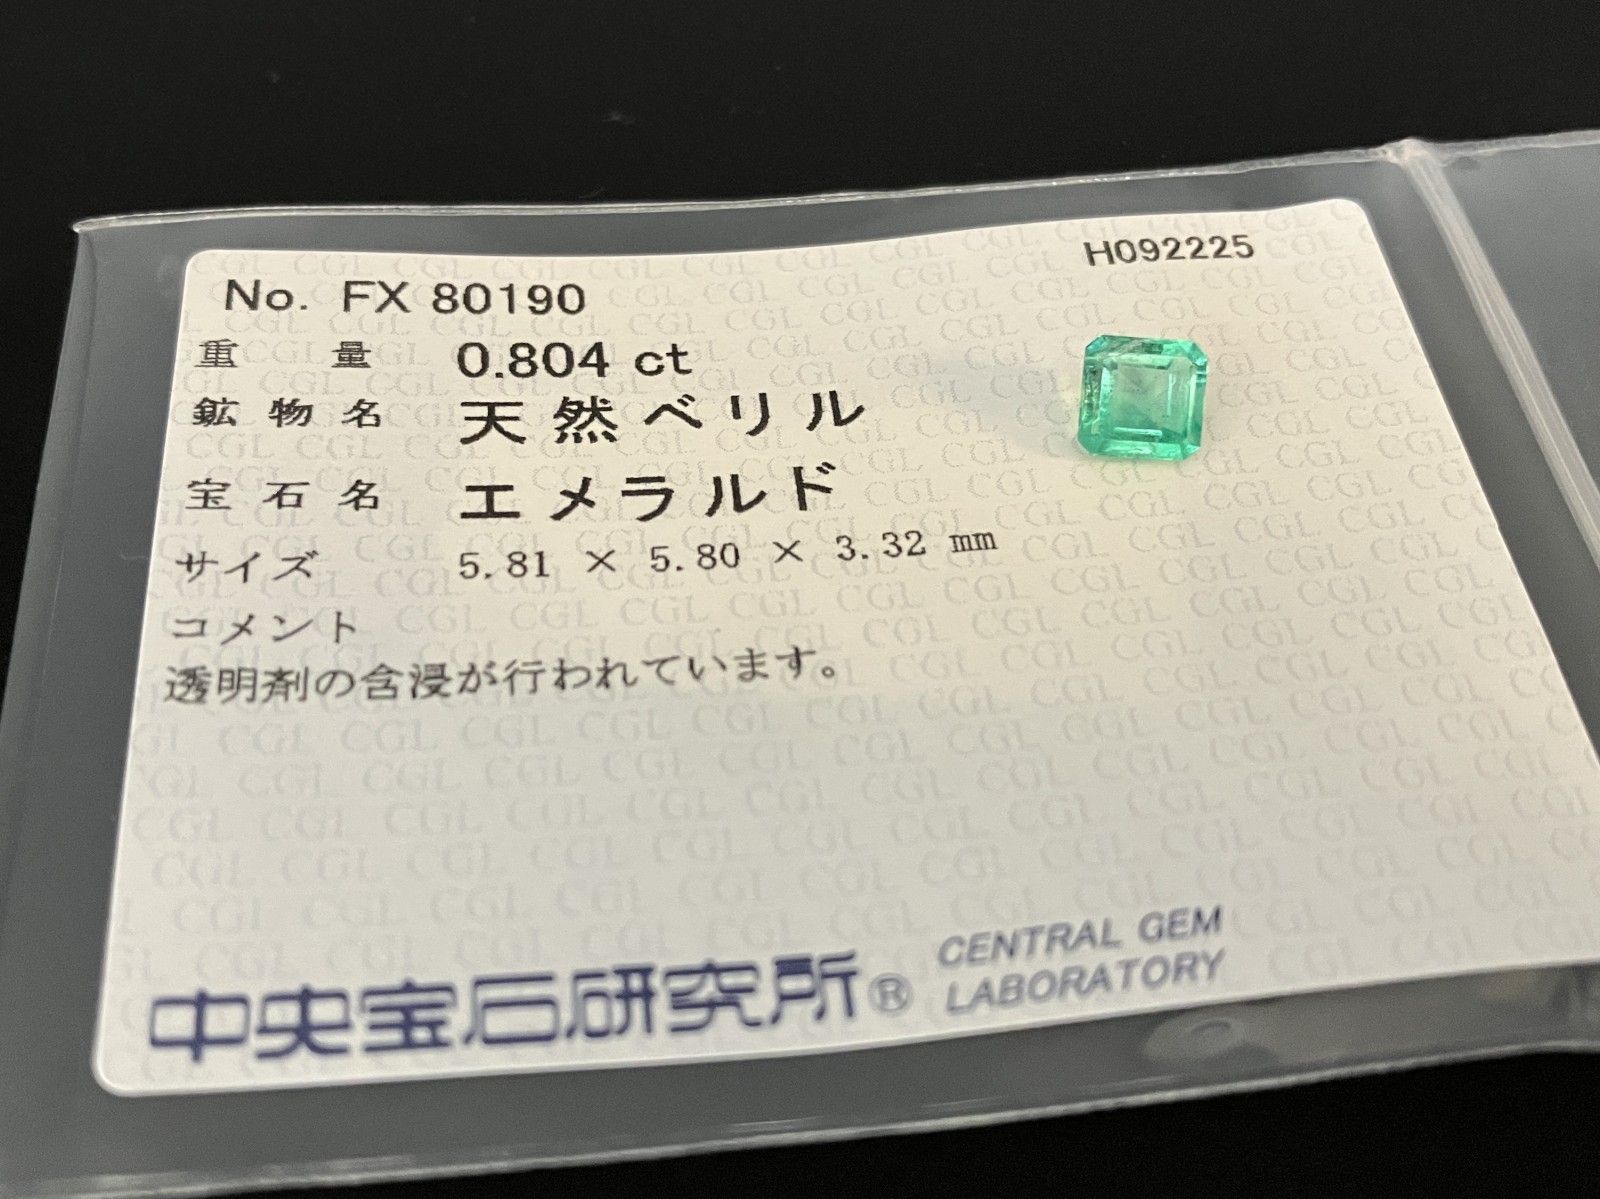 H092225
No. FX 80190
重量 0.804 ct
鉱物名 天然ベリル
宝石名 エメラルド
サイズ 5.81 × 5.80 × 3.32 mm
コメント
透明剤の含浸が行われています。
中央宝石研究所® CENTRAL GEM
LABORATORY